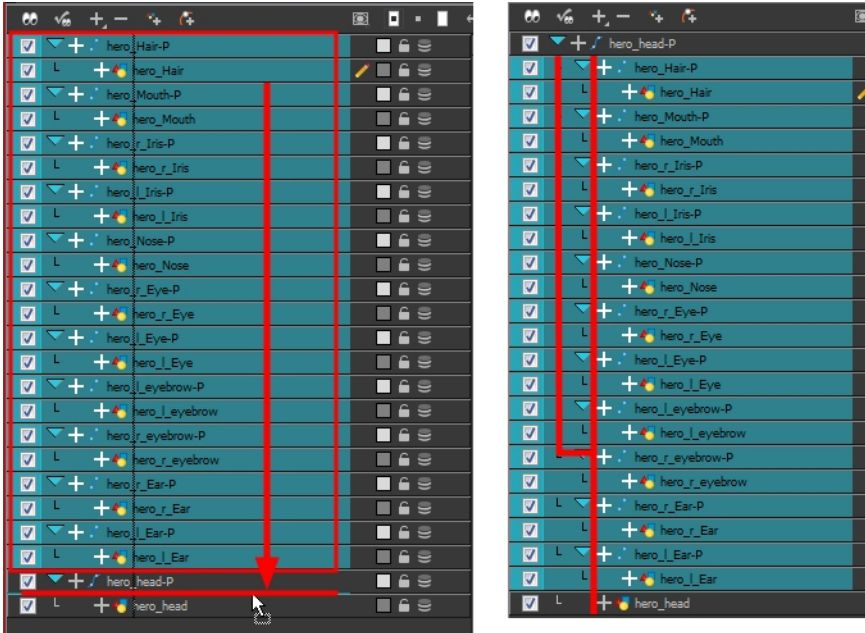 hero_Hair-P
hero_Hair
hero_Mouth-P
hero_Mouth
hero_r_Iris-P
hero_r_Iris
hero_l_Iris-P
hero_l_Iris
hero_Nose-P
hero_Nose
hero_r_Eye-P
hero_r_Eye
hero_l_Eye-P
hero_l_Eye
hero_l_eyebrow-P
hero_l_eyebrow
hero_r_eyebrow-P
hero_r_eyebrow
hero_r_Ear-P
hero_r_Ear
hero_l_Ear-P
hero_l_Ear
hero_head-P
hero_head
hero_head-P
hero_Hair-P
hero_Hair
hero_Mouth-P
hero_Mouth
hero_r_Iris-P
hero_r_Iris
hero_l_Iris-P
hero_l_Iris
hero_Nose-P
hero_Nose
hero_r_Eye-P
hero_r_Eye
hero_l_Eye-P
hero_l_Eye
hero_l_eyebrow-P
hero_l_eyebrow
hero_r_eyebrow-P
hero_r_eyebrow
hero_r_Ear-P
hero_r_Ear
hero_l_Ear-P
hero_l_Ear
hero_head